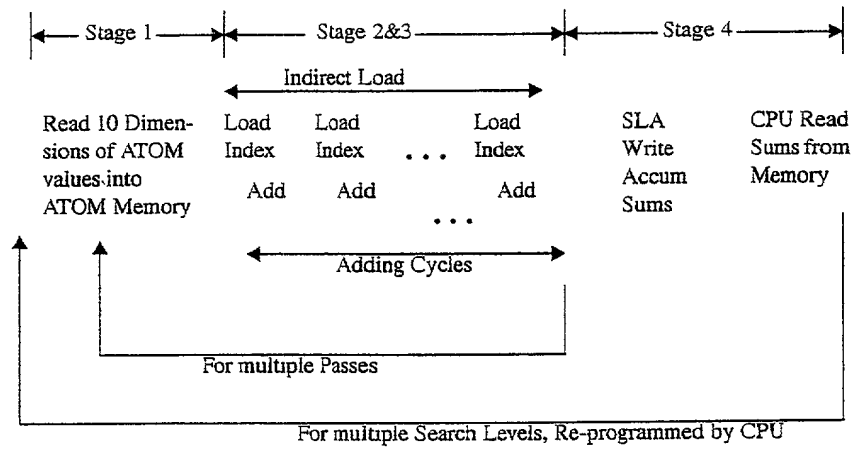 Stage 1 Stage 2&3 Stage 4
Indirect Load
Read 10 Dimen-
sions of ATOM
values into
ATOM Memory
Load
Index
Load
Index
...
Load
Index
Add Add Add
...
Adding Cycles
SLA
Write
Accum
Sums
CPU Read
Sums from
Memory
For multiple Passes
For multiple Search Levels, Re-programmed by CPU